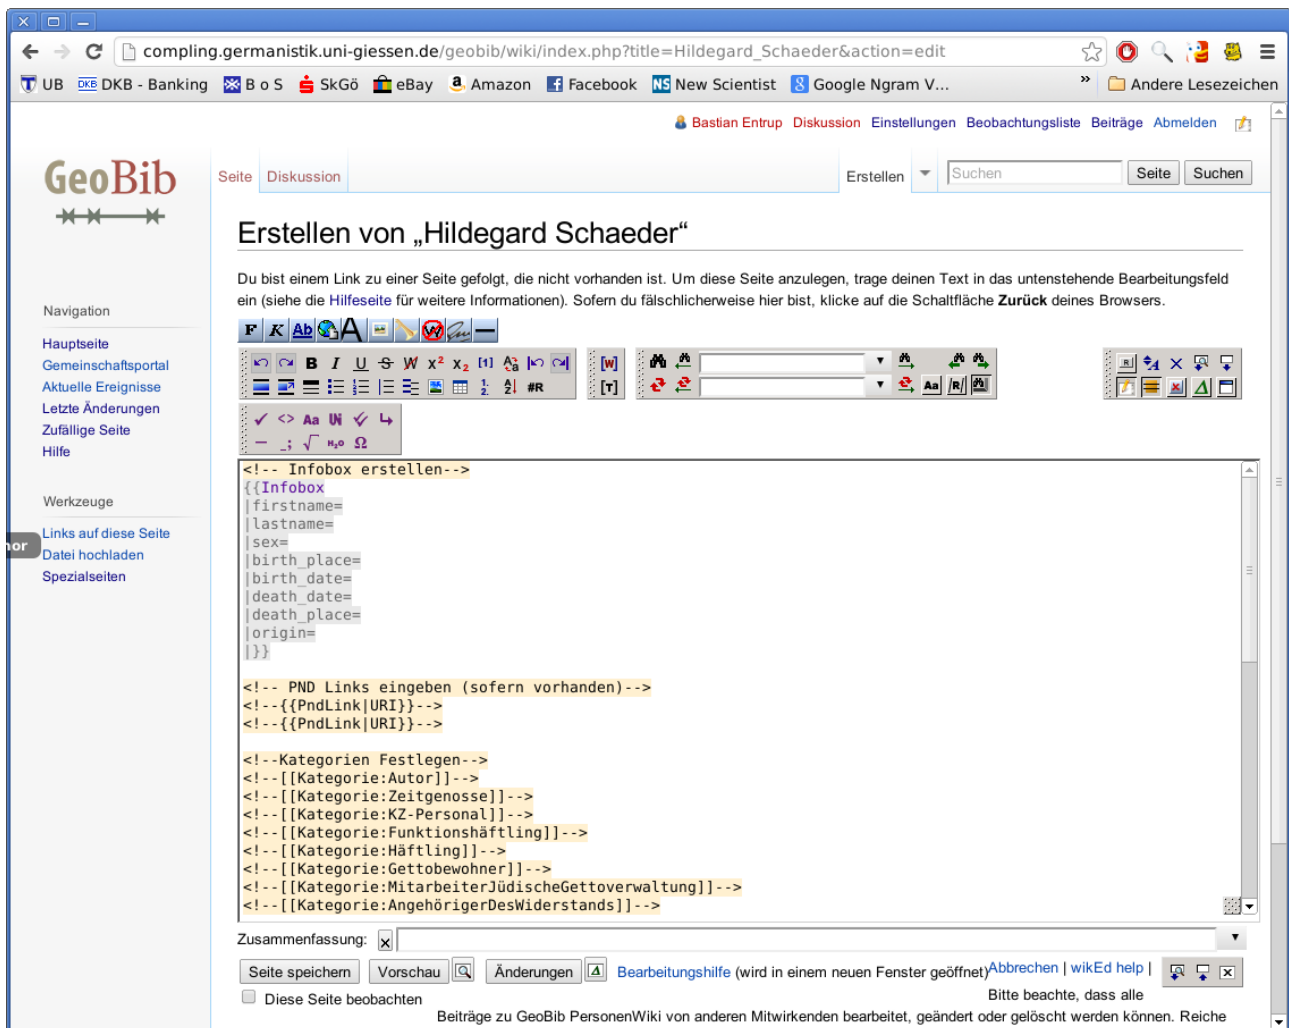 compling.germanistik.uni-giessen.de/geobib/wiki/index.php?title=Hildegard_Schaeder&action=edit
UB DKB DKB - Banking B o S SkGö eBay Amazon Facebook NS New Scientist Google Ngram V... » Andere Lesezeichen
Bastian Entrup Diskussion Einstellungen Beobachtungsliste Beiträge Abmelden
GeoBib
Seite Diskussion Erstellen Suchen Seite Suchen
Erstellen von „Hildegard Schaeder“
Du bist einem Link zu einer Seite gefolgt, die nicht vorhanden ist. Um diese Seite anzulegen, trage deinen Text in das untenstehende Bearbeitungsfeld
ein (siehe die Hilfeseite für weitere Informationen). Sofern du fälschlicherweise hier bist, klicke auf die Schaltfläche Zurück deines Browsers.
Navigation
Hauptseite
Gemeinschaftsportal
Aktuelle Ereignisse
Letzte Änderungen
Zufällige Seite
Hilfe
Werkzeuge
Links auf diese Seite
Datei hochladen
Spezialseiten
F K Ab A W
B I U S W x² x₂ [1] [W]
#R [T] Aa /R/
Aa
H₂O Ω
<!-- Infobox erstellen-->
{{Infobox
|firstname=
|lastname=
|sex=
|birth_place=
|birth_date=
|death_date=
|death_place=
|origin=
|}}
<!-- PND Links eingeben (sofern vorhanden)-->
<!--{{PndLink|URI}}-->
<!--{{PndLink|URI}}-->
<!--Kategorien Festlegen-->
<!--[[Kategorie:Autor]]-->
<!--[[Kategorie:Zeitgenosse]]-->
<!--[[Kategorie:KZ-Personal]]-->
<!--[[Kategorie:Funktionshäftling]]-->
<!--[[Kategorie:Häftling]]-->
<!--[[Kategorie:Gettobewohner]]-->
<!--[[Kategorie:MitarbeiterJüdischeGettoverwaltung]]-->
<!--[[Kategorie:AngehörigerDesWiderstands]]-->
Zusammenfassung:
Seite speichern Vorschau Änderungen Bearbeitungshilfe (wird in einem neuen Fenster geöffnet) Abbrechen | wikEd help |
Diese Seite beobachten Bitte beachte, dass alle
Beiträge zu GeoBib PersonenWiki von anderen Mitwirkenden bearbeitet, geändert oder gelöscht werden können. Reiche